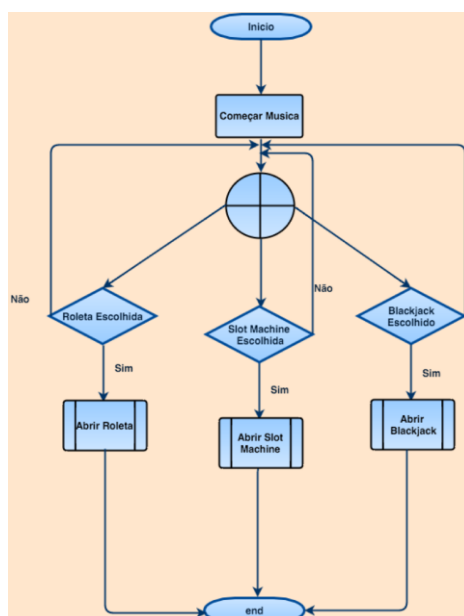 Inicio
Começar Musica
Não
Roleta Escolhida
Slot Machine
Escolhida
Não
Blackjack
Escolhido
Sim
Sim
Sim
Abrir Roleta
Abrir Slot
Machine
Abrir
Blackjack
end